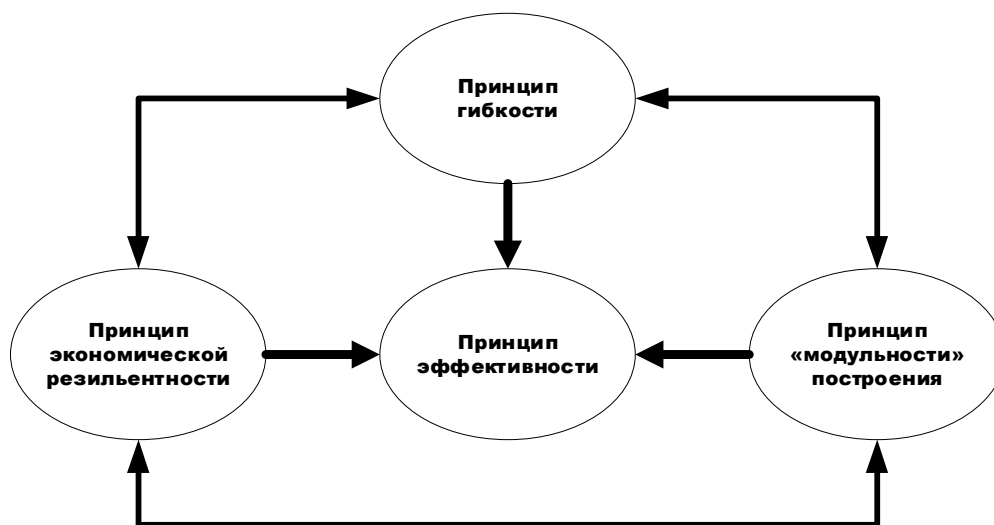 Принцип
гибкости
Принцип
экономической
резильентности
Принцип
эффективности
Принцип
«модульности»
построения